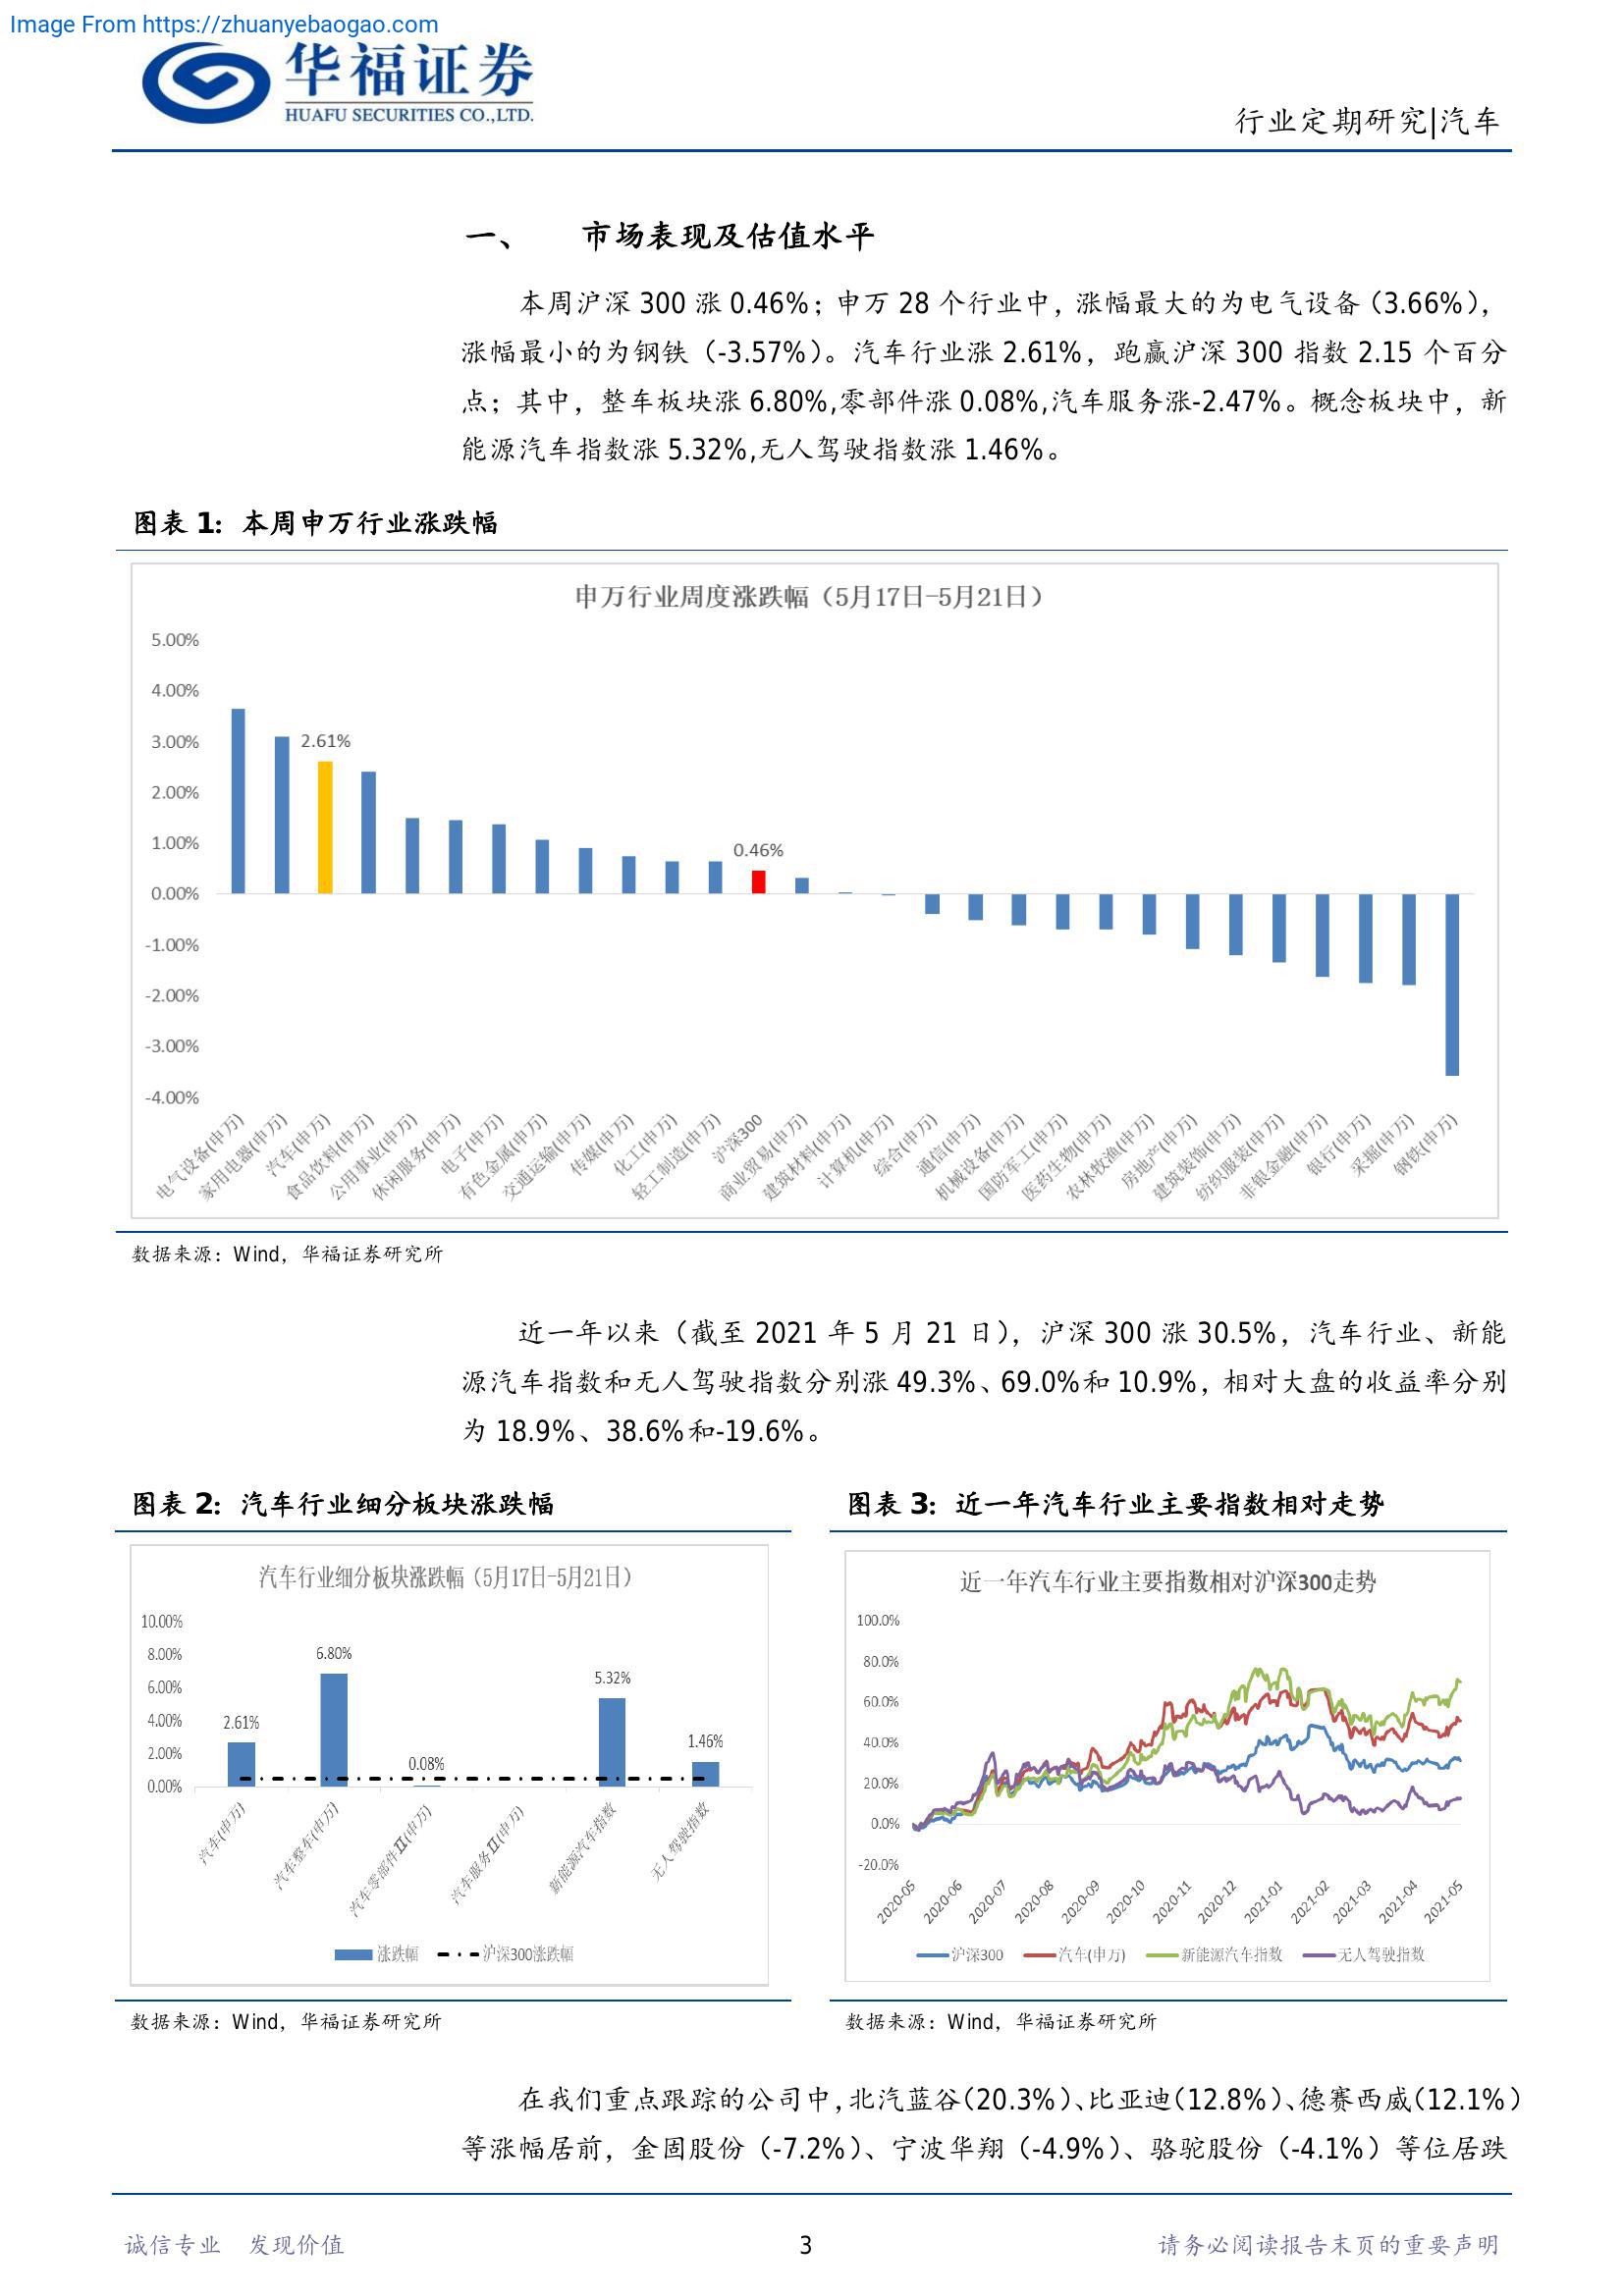 Image From https://zhuanyebaogao.com
华福证券
HUAFU SECURITIES CO.,LTD.
行业定期研究|汽车
一、 市场表现及估值水平
本周沪深 300 涨 0.46%；申万 28 个行业中，涨幅最大的为电气设备（3.66%），
涨幅最小的为钢铁（-3.57%）。汽车行业涨 2.61%，跑赢沪深 300 指数 2.15 个百分
点；其中，整车板块涨 6.80%,零部件涨 0.08%,汽车服务涨-2.47%。概念板块中，新
能源汽车指数涨 5.32%,无人驾驶指数涨 1.46%。
图表 1：本周申万行业涨跌幅
申万行业周度涨跌幅（5月17日-5月21日）
5.00%
4.00%
3.00%
2.00%
1.00%
0.00%
-1.00%
-2.00%
-3.00%
-4.00%
2.61%
0.46%
电气设备(申万)
家用电器(申万)
汽车(申万)
食品饮料(申万)
公用事业(申万)
休闲服务(申万)
电子(申万)
有色金属(申万)
交通运输(申万)
传媒(申万)
化工(申万)
轻工制造(申万)
沪深300
商业贸易(申万)
建筑材料(申万)
计算机(申万)
综合(申万)
通信(申万)
机械设备(申万)
国防军工(申万)
医药生物(申万)
农林牧渔(申万)
房地产(申万)
建筑装饰(申万)
纺织服装(申万)
非银金融(申万)
银行(申万)
采掘(申万)
钢铁(申万)
数据来源：Wind，华福证券研究所
近一年以来（截至 2021 年 5 月 21 日），沪深 300 涨 30.5%，汽车行业、新能
源汽车指数和无人驾驶指数分别涨 49.3%、69.0%和 10.9%，相对大盘的收益率分别
为 18.9%、38.6%和-19.6%。
图表 2：汽车行业细分板块涨跌幅
汽车行业细分板块涨跌幅（5月17日-5月21日）
10.00%
8.00%
6.00%
4.00%
2.00%
0.00%
2.61%
6.80%
0.08%
5.32%
1.46%
汽车(申万)
汽车整车(申万)
汽车零部件Ⅱ(申万)
汽车服务Ⅱ(申万)
新能源汽车指数
无人驾驶指数
涨跌幅
沪深300涨跌幅
数据来源：Wind，华福证券研究所
图表 3：近一年汽车行业主要指数相对走势
近一年汽车行业主要指数相对沪深300走势
100.0%
80.0%
60.0%
40.0%
20.0%
0.0%
-20.0%
2020-05
2020-06
2020-07
2020-08
2020-09
2020-10
2020-11
2020-12
2021-01
2021-02
2021-03
2021-04
2021-05
沪深300
汽车(申万)
新能源汽车指数
无人驾驶指数
数据来源：Wind，华福证券研究所
在我们重点跟踪的公司中,北汽蓝谷(20.3%)、比亚迪(12.8%)、德赛西威(12.1%)
等涨幅居前，金固股份（-7.2%）、宁波华翔（-4.9%）、骆驼股份（-4.1%）等位居跌
诚信专业 发现价值
3
请务必阅读报告末页的重要声明